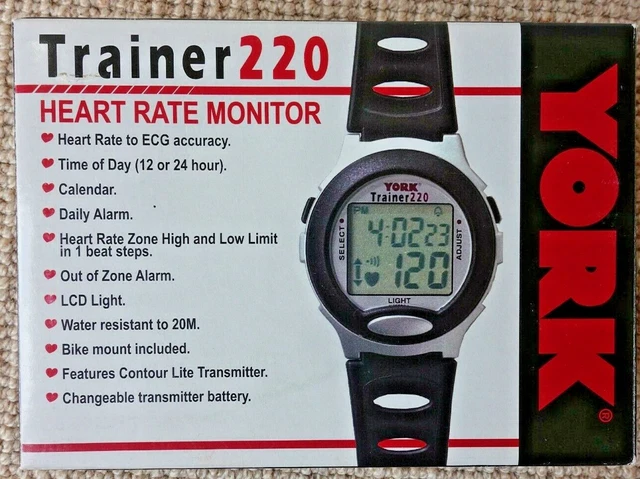 Trainer220
HEART RATE MONITOR
Heart Rate to ECG accuracy.
Time of Day (12 or 24 hour).
Calendar.
Daily Alarm.
Heart Rate Zone High and Low Limit
in 1 beat steps.
Out of Zone Alarm.
LCD Light.
Water resistant to 20M.
Bike mount included.
Features Contour Lite Transmitter.
Changeable transmitter battery.
YORK®
Trainer220
SELECT
ADJUST
PM
4:02 23
120
LIGHT
YORK®